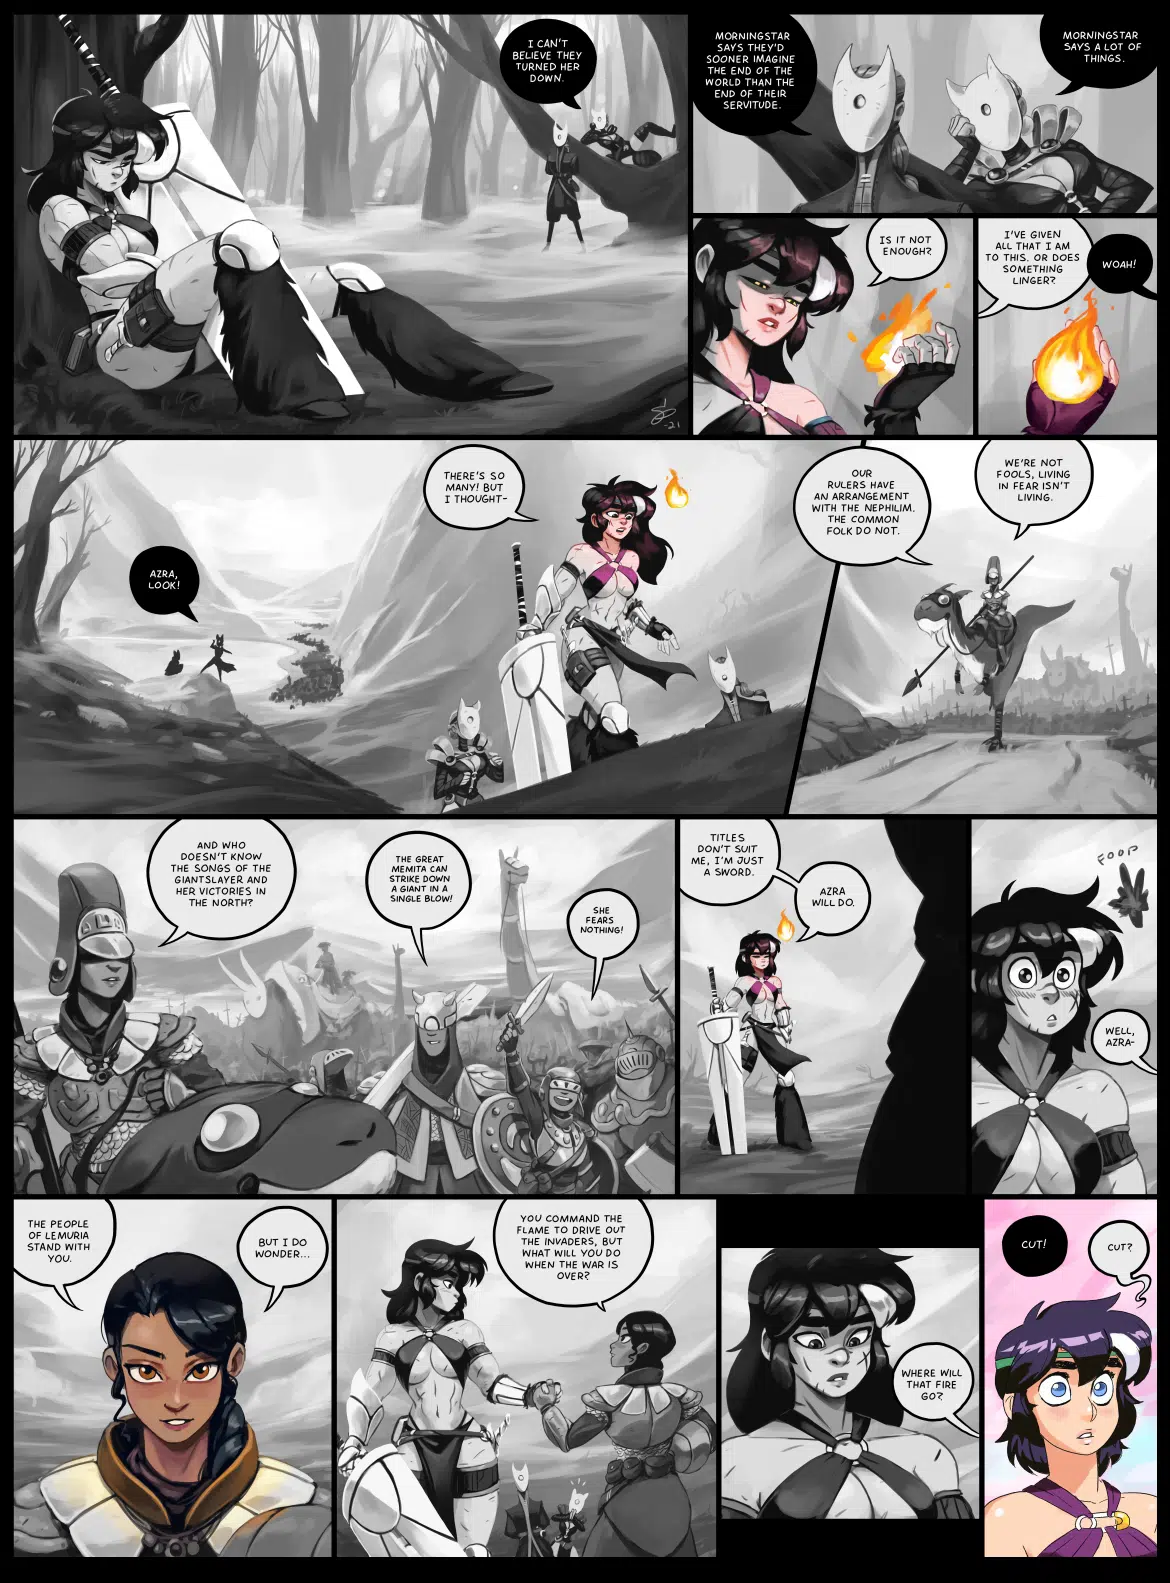 I CAN'T
BELIEVE THEY
TURNED HER
DOWN.
MORNINGSTAR
SAYS THEY'D
SOONER IMAGINE
THE END OF THE
WORLD THAN THE
END OF THEIR
SERVITUDE.
MORNINGSTAR
SAYS A LOT OF
THINGS.
IS IT NOT
ENOUGH?
I'VE GIVEN
ALL THAT I AM
TO THIS. OR DOES
SOMETHING
LINGER?
WOAH!
-21
AZRA,
LOOK!
THERE'S SO
MANY! BUT
I THOUGHT-
OUR
RULERS HAVE
AN ARRANGEMENT
WITH THE NEPHILIM.
THE COMMON
FOLK DO NOT.
WE'RE NOT
FOOLS, LIVING
IN FEAR ISN'T
LIVING.
AND WHO
DOESN'T KNOW
THE SONGS OF THE
GIANTSLAYER AND
HER VICTORIES IN
THE NORTH?
THE GREAT
MEMITA CAN
STRIKE DOWN
A GIANT IN A
SINGLE BLOW!
SHE
FEARS
NOTHING!
TITLES
DON'T SUIT
ME, I'M JUST
A SWORD.
AZRA
WILL DO.
FOOP
WELL,
AZRA-
THE PEOPLE
OF LEMURIA
STAND WITH
YOU.
BUT I DO
WONDER...
YOU COMMAND THE
FLAME TO DRIVE OUT
THE INVADERS, BUT
WHAT WILL YOU DO
WHEN THE WAR IS
OVER?
WHERE WILL
THAT FIRE
GO?
CUT!
CUT?